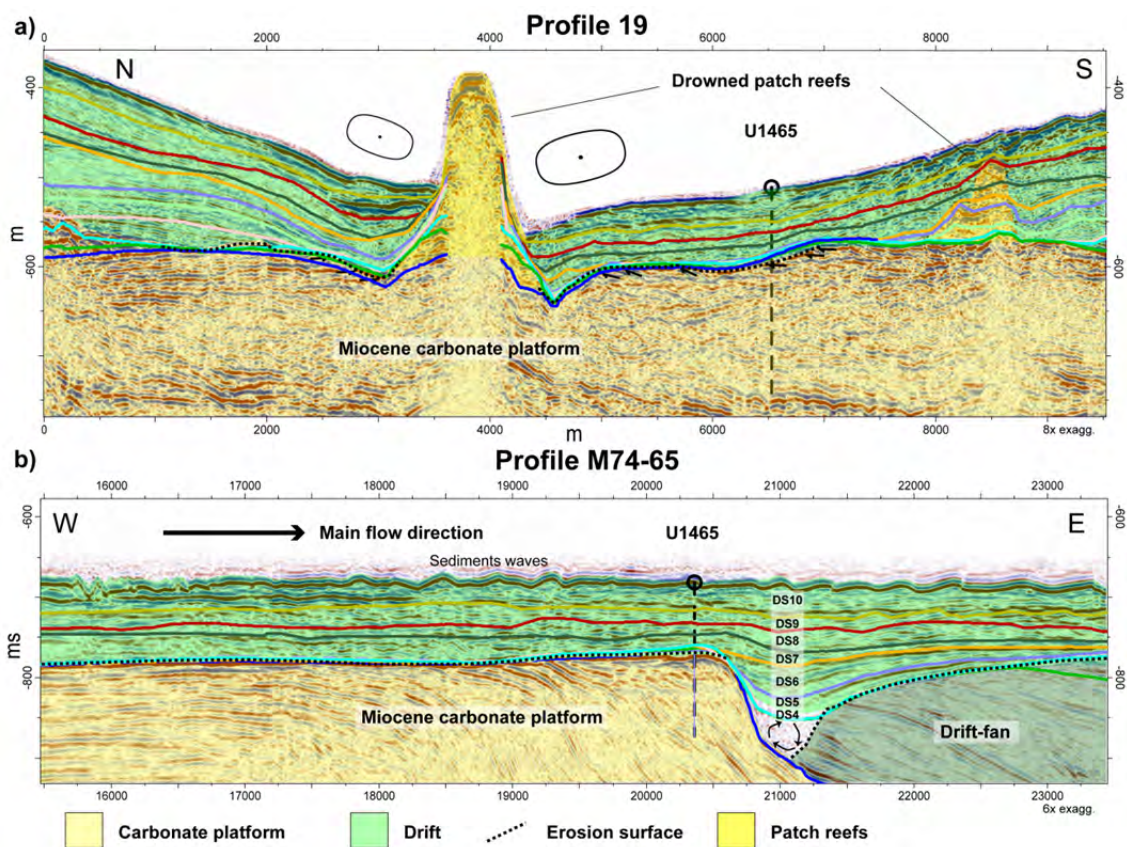 a)
Profile 19
0 2000 4000 6000 8000
N
S
-400
-400
Drowned patch reefs
U1465
m
-600
-600
Miocene carbonate platform
0 2000 4000 6000 8000
m
8x exagg.
b)
Profile M74-65
16000 17000 18000 19000 20000 21000 22000 23000
-600
-600
W
E
Main flow direction
U1465
Sediments waves
DS10
DS9
DS8
DS7
DS6
DS5
DS4
ms
-800
-800
Miocene carbonate platform
Drift-fan
16000 17000 18000 19000 20000 21000 22000 23000
6x exagg.
Carbonate platform
Drift
Erosion surface
Patch reefs